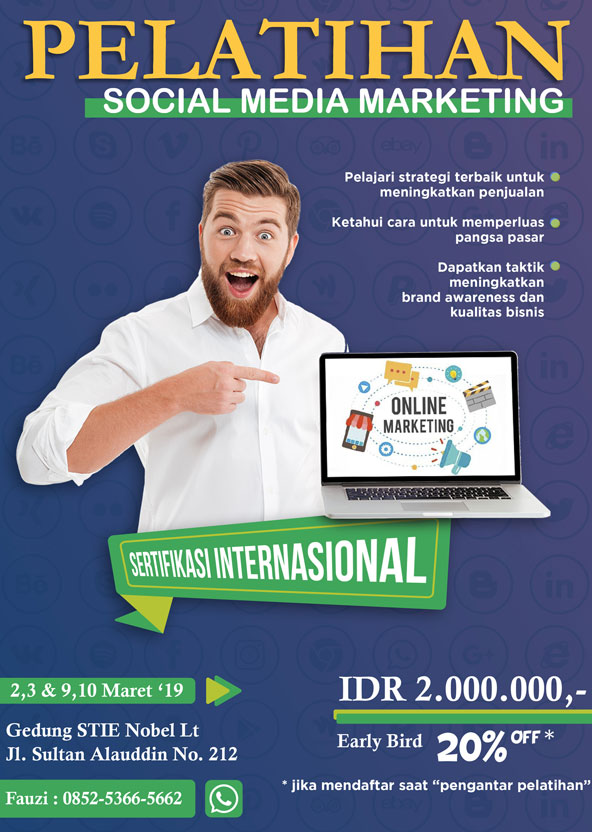 PELATIHAN
SOCIAL MEDIA MARKETING
Pelajari strategi terbaik untuk
meningkatkan penjualan
Ketahui cara untuk memperluas
pangsa pasar
Dapatkan taktik
meningkatkan
brand awareness dan
kualitas bisnis
ONLINE
MARKETING
SERTIFIKASI INTERNASIONAL
2,3 & 9,10 Maret ‘19
Gedung STIE Nobel Lt
Jl. Sultan Alauddin No. 212
Fauzi : 0852-5366-5662
IDR 2.000.000,-
Early Bird 20% OFF *
* jika mendaftar saat “pengantar pelatihan”